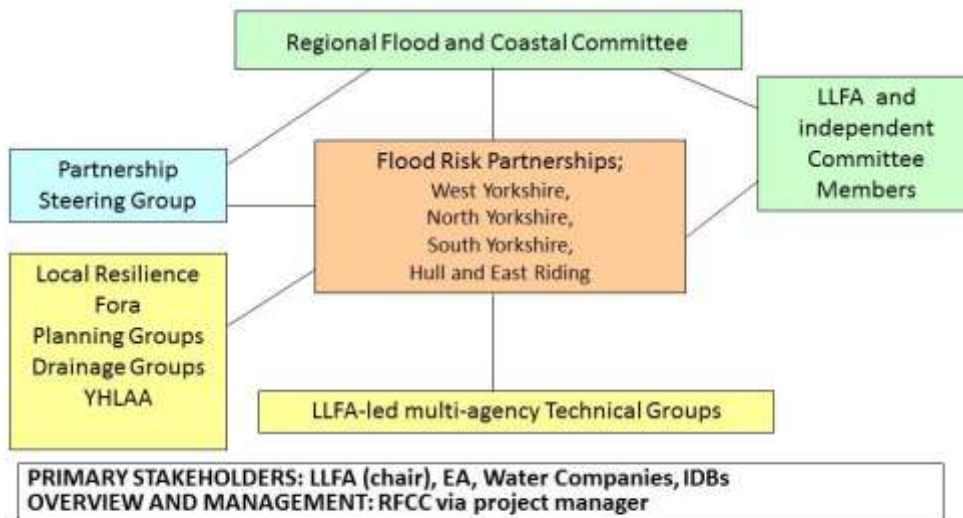 Regional Flood and Coastal Committee
LLFA and
independent
Committee
Members
Partnership
Steering Group
Flood Risk Partnerships;
West Yorkshire,
North Yorkshire,
South Yorkshire,
Hull and East Riding
Local Resilience
Fora
Planning Groups
Drainage Groups
YHLAA
LLFA-led multi-agency Technical Groups
PRIMARY STAKEHOLDERS: LLFA (chair), EA, Water Companies, IDBs
OVERVIEW AND MANAGEMENT: RFCC via project manager